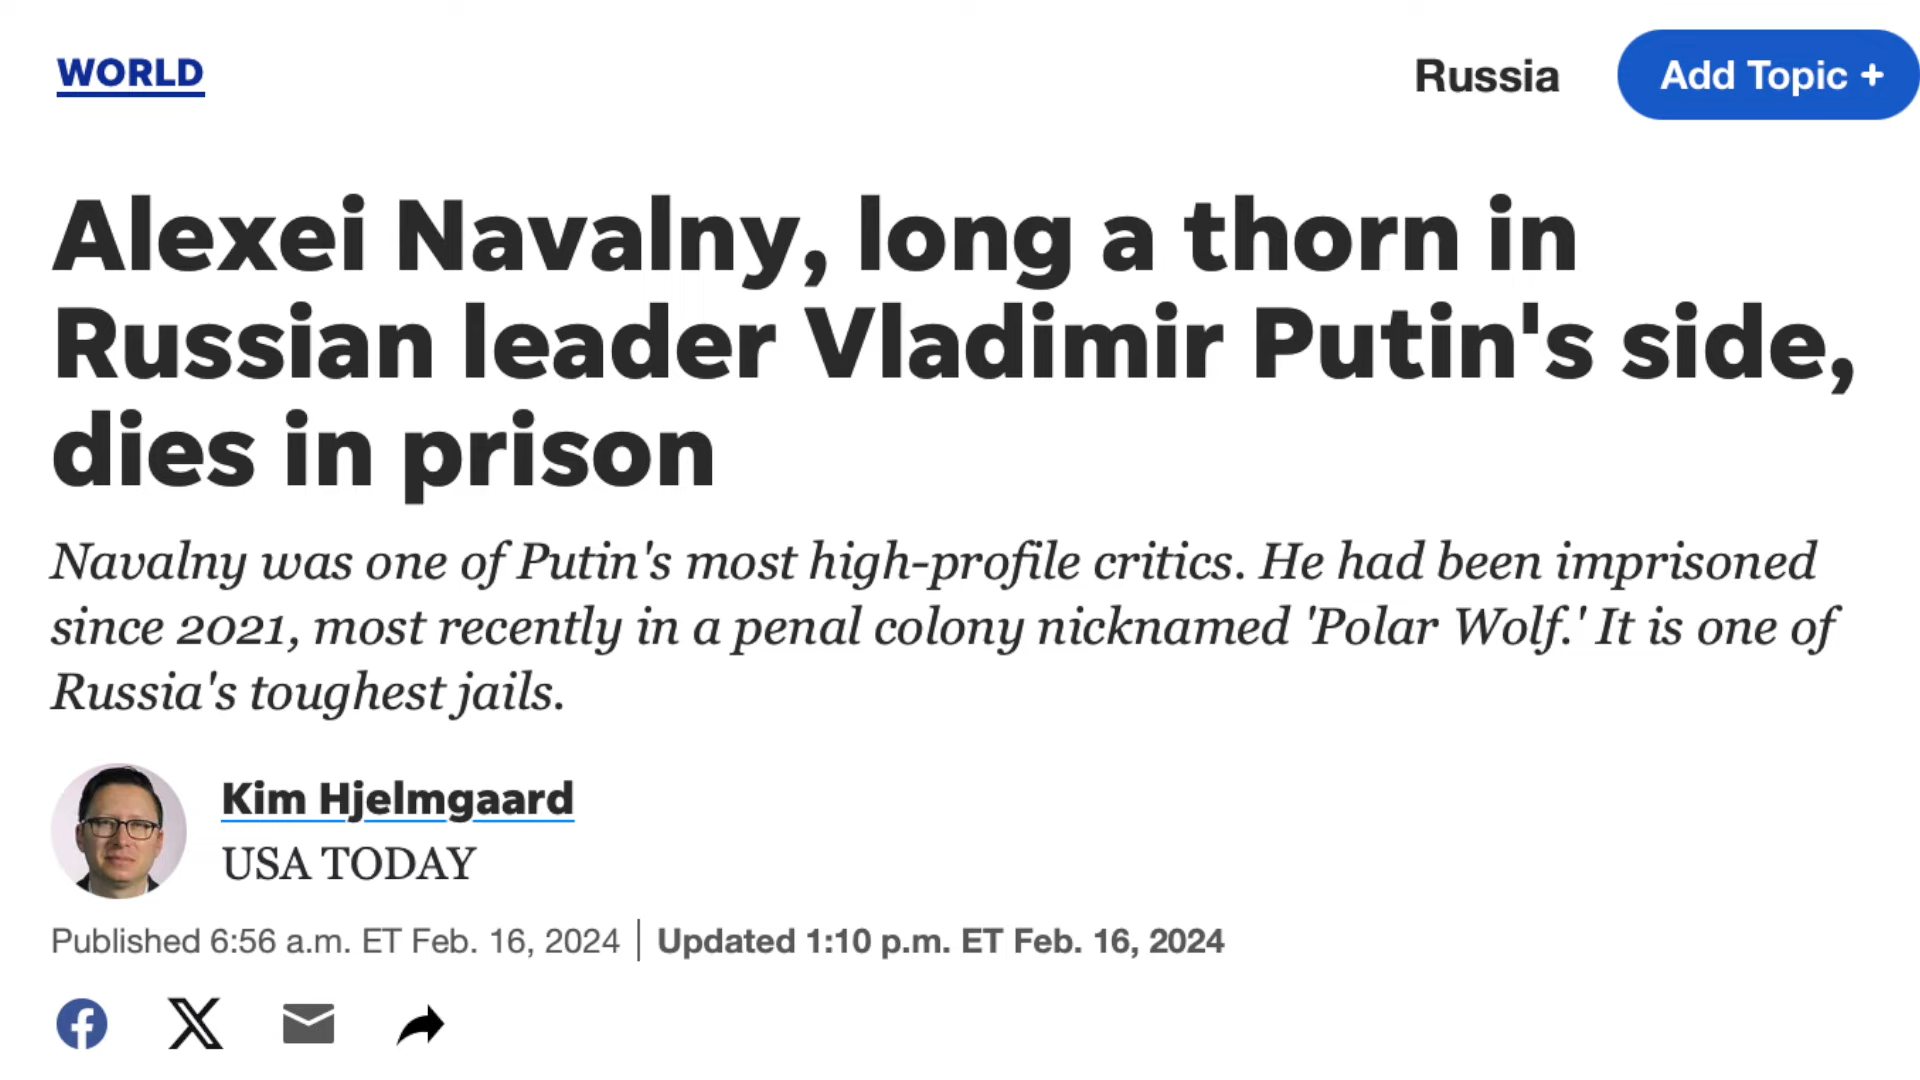 WORLD
Russia
Add Topic +
Alexei Navalny, long a thorn in
Russian leader Vladimir Putin's side,
dies in prison
Navalny was one of Putin's most high-profile critics. He had been imprisoned
since 2021, most recently in a penal colony nicknamed 'Polar Wolf.' It is one of
Russia's toughest jails.
Kim Hjelmgaard
USA TODAY
Published 6:56 a.m. ET Feb. 16, 2024 | Updated 1:10 p.m. ET Feb. 16, 2024